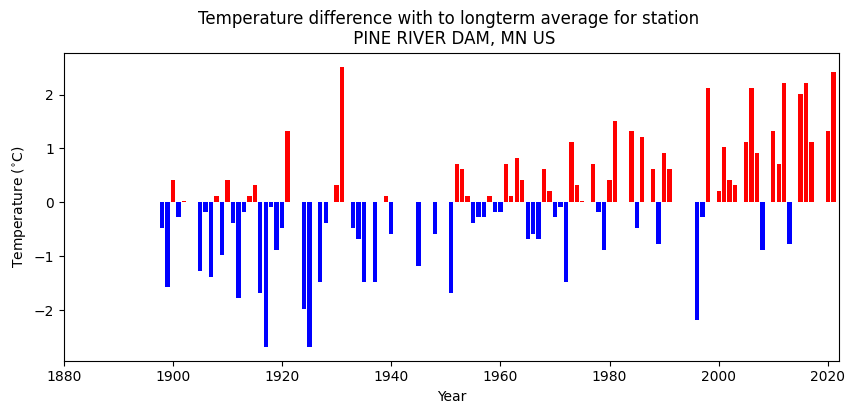 Temperature difference with to longterm average for station
PINE RIVER DAM, MN US
Temperature (°C)
2
1
0
−1
−2
1880 1900 1920 1940 1960 1980 2000 2020
Year